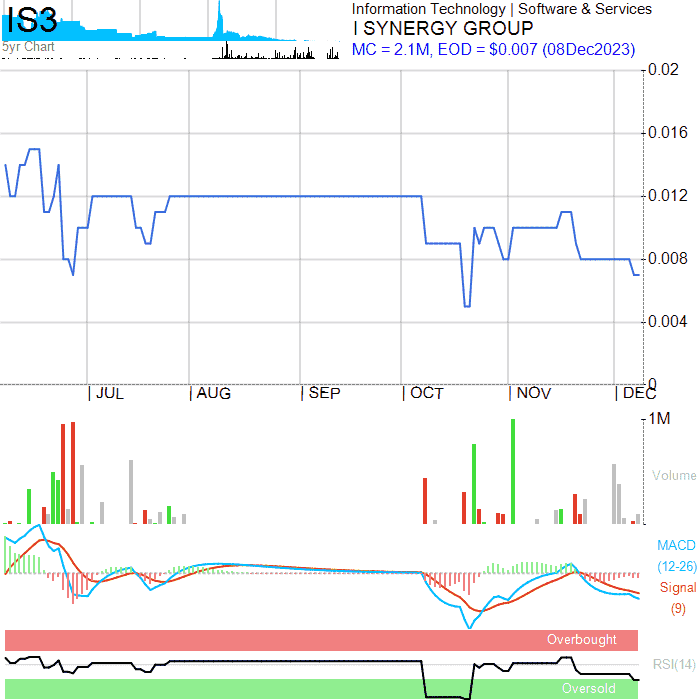 IS3
5yr Chart
Information Technology | Software & Services
I SYNERGY GROUP
MC = 2.1M, EOD = $0.007 (08Dec2023)
0.02
0.016
0.012
0.008
0.004
0
JUL AUG SEP OCT NOV DEC
1M
Volume
MACD
(12-26)
Signal
(9)
Overbought
RSI(14)
Oversold